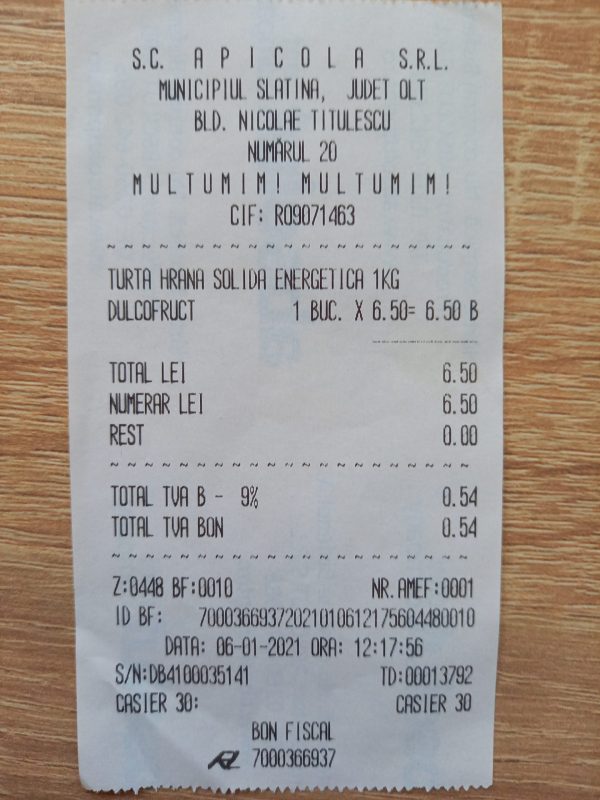 S.C. A P I C O L A S.R.L.
MUNICIPIUL SLATINA, JUDET OLT
BLD. NICOLAE TITULESCU
NUMĂRUL 20
M U L T U M I M ! M U L T U M I M !
CIF: RO9071463
~ ~ ~ ~ ~ ~ ~ ~ ~ ~ ~ ~ ~ ~ ~ ~ ~ ~ ~ ~ ~
TURTA HRANA SOLIDA ENERGETICA 1KG
DULCOFRUCT 1 BUC. X 6.50= 6.50 B
TOTAL LEI 6.50
NUMERAR LEI 6.50
REST 0.00
~ ~ ~ ~ ~ ~ ~ ~ ~ ~ ~ ~ ~ ~ ~ ~ ~ ~ ~ ~ ~
TOTAL TVA B - 9% 0.54
TOTAL TVA BON 0.54
~ ~ ~ ~ ~ ~ ~ ~ ~ ~ ~ ~ ~ ~ ~ ~ ~ ~ ~ ~ ~
Z:0448 BF:0010 NR.AMEF:0001
ID BF: 70003669372021010612175604480010
DATA: 06-01-2021 ORA: 12:17:56
S/N:DB4100035141 TD:00013792
CASIER 30: CASIER 30
BON FISCAL
7000366937